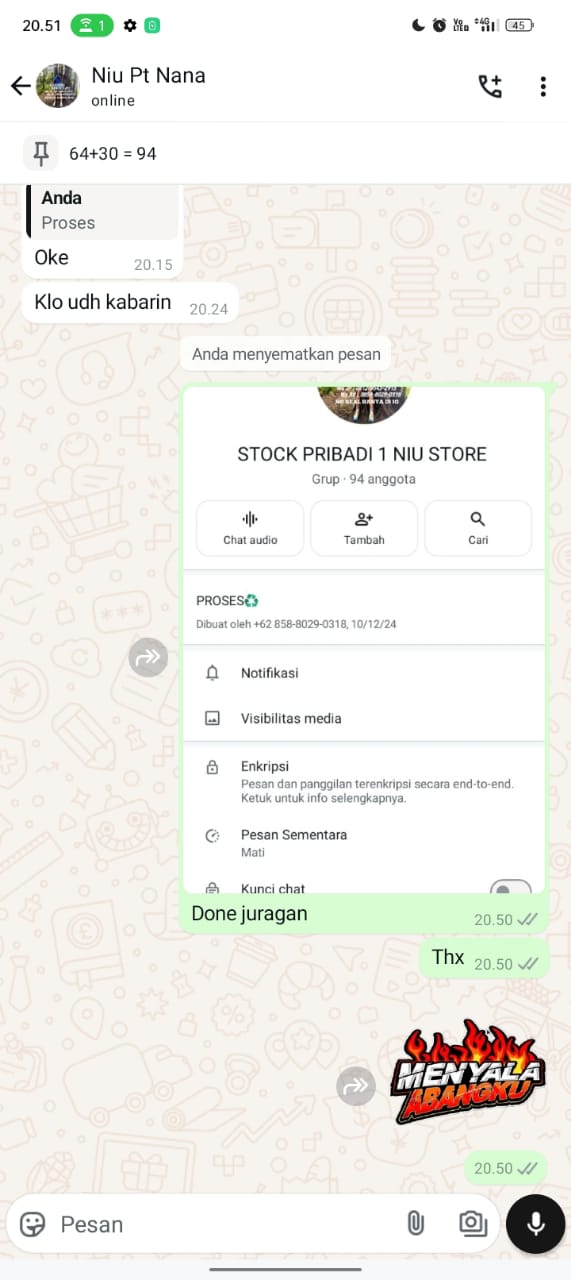 20.51
1
Vo
LTE
4G
45
Niu Pt Nana
online
64+30 = 94
Anda
Proses
Oke
20.15
Klo udh kabarin
20.24
Anda menyematkan pesan
STOCK PRIBADI 1 NIU STORE
Grup · 94 anggota
Chat audio
Tambah
Cari
PROSES♻️
Dibuat oleh +62 858-8029-0318, 10/12/24
Notifikasi
Visibilitas media
Enkripsi
Pesan dan panggilan terenkripsi secara end-to-end.
Ketuk untuk info selengkapnya.
Pesan Sementara
Mati
Kunci chat
Done juragan
20.50
Thx
20.50
MENYALA
ABANGKU
20.50
Pesan